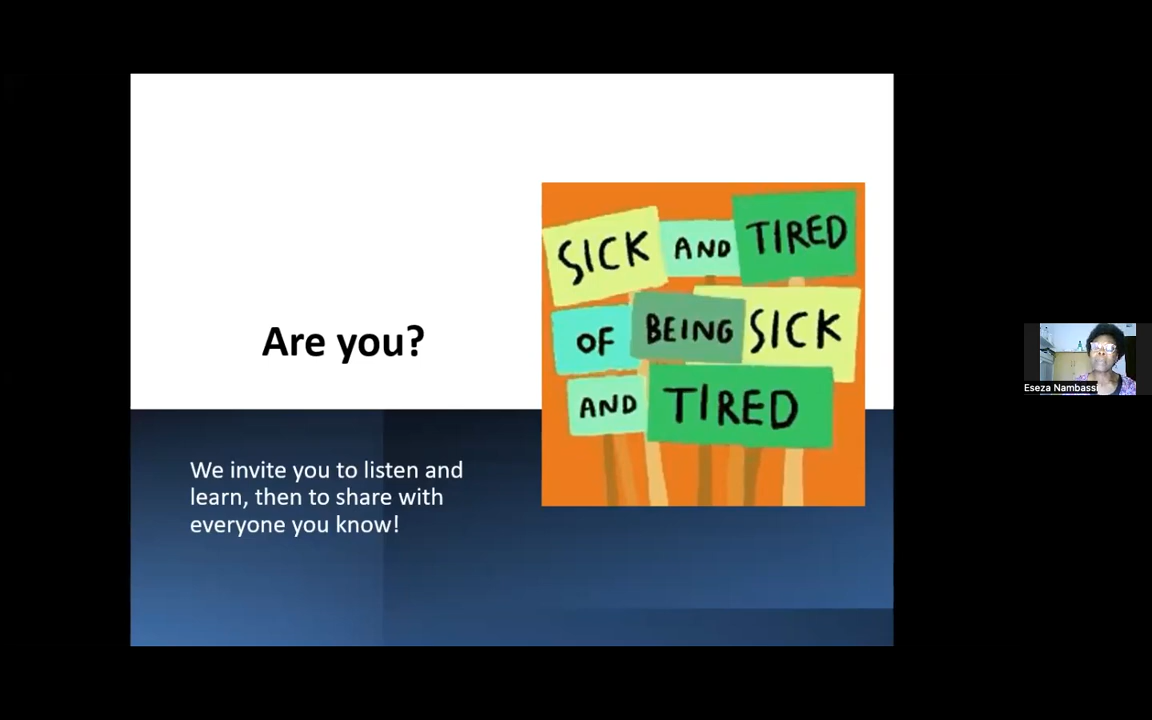 Are you?
SICK AND TIRED
OF BEING SICK
AND TIRED
We invite you to listen and
learn, then to share with
everyone you know!
Eseza Nambassi